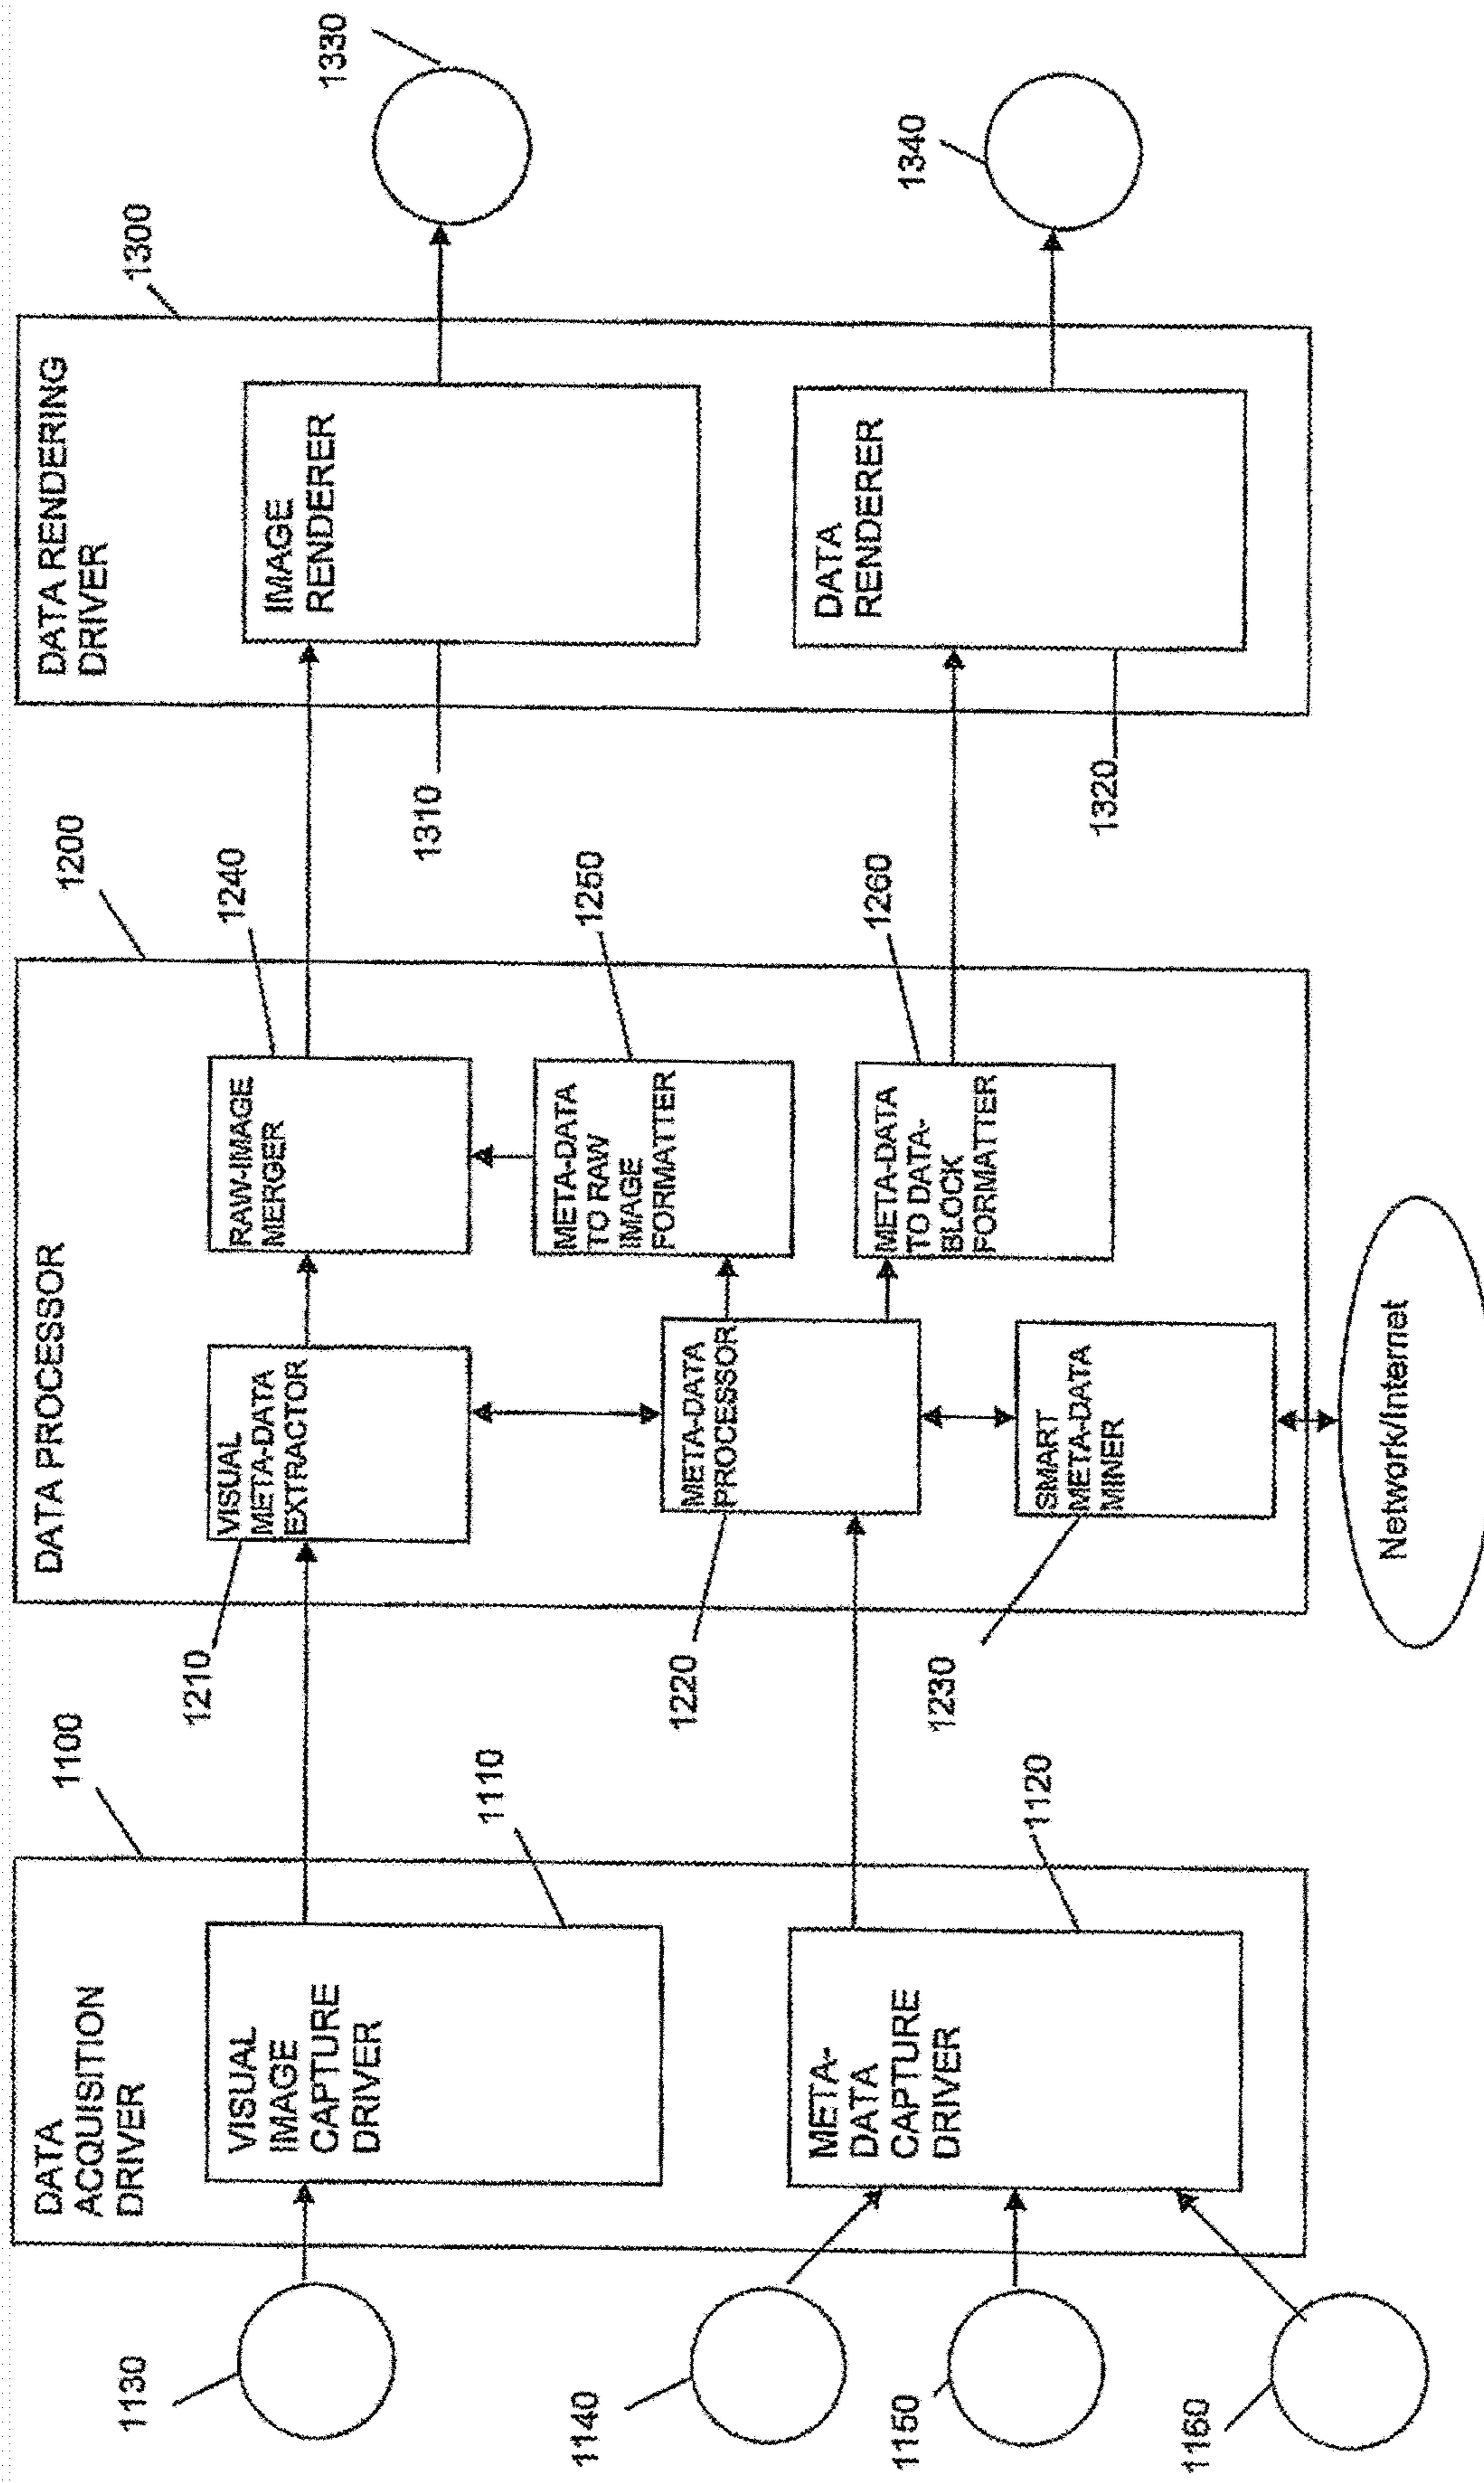 DATA
ACQUISITION
DRIVER
1100
VISUAL
IMAGE
CAPTURE
DRIVER
1110
META-
DATA
CAPTURE
DRIVER
1120
1130
1140
1150
1160
DATA PROCESSOR
1200
VISUAL
META-DATA
EXTRACTOR
1210
META-DATA
PROCESSOR
1220
SMART
META-DATA
MINER
1230
RAW-IMAGE
MERGER
1240
META-DATA
TO RAW
IMAGE
FORMATTER
1250
META-DATA
TO DATA-
BLOCK
FORMATTER
1260
Network/Internet
DATA RENDERING
DRIVER
1300
IMAGE
RENDERER
1310
DATA
RENDERER
1320
1330
1340